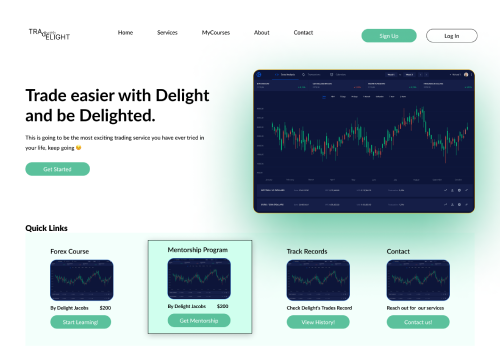 TRADEwith
DELIGHT
Home Services MyCourses About Contact
Sign Up Log In
Trade easier with Delight
and be Delighted.
This is going to be the most exciting trading service you have ever tried in
your life, keep going 😉
Get Started
Quick Links
Forex Course
By Delight Jacobs $200
Start Learning!
Mentorship Program
By Delight Jacobs $200
Get Mentorship
Track Records
Check Delight's Trades Record
View History!
Contact
Reach out for our services
Contact us!